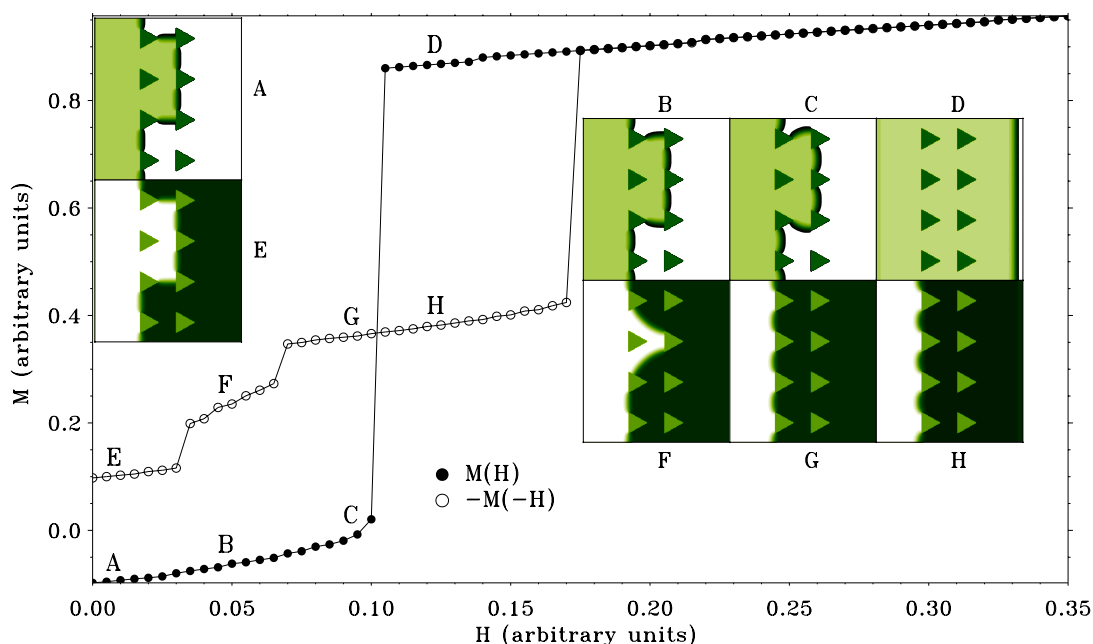 M (arbitrary units)
0.8
0.6
0.4
0.2
0.0
A
E
D
B
C
D
G
H
F
E
F
G
H
M(H)
−M(−H)
C
B
A
0.00
0.05
0.10
0.15
0.20
0.25
0.30
0.35
H (arbitrary units)